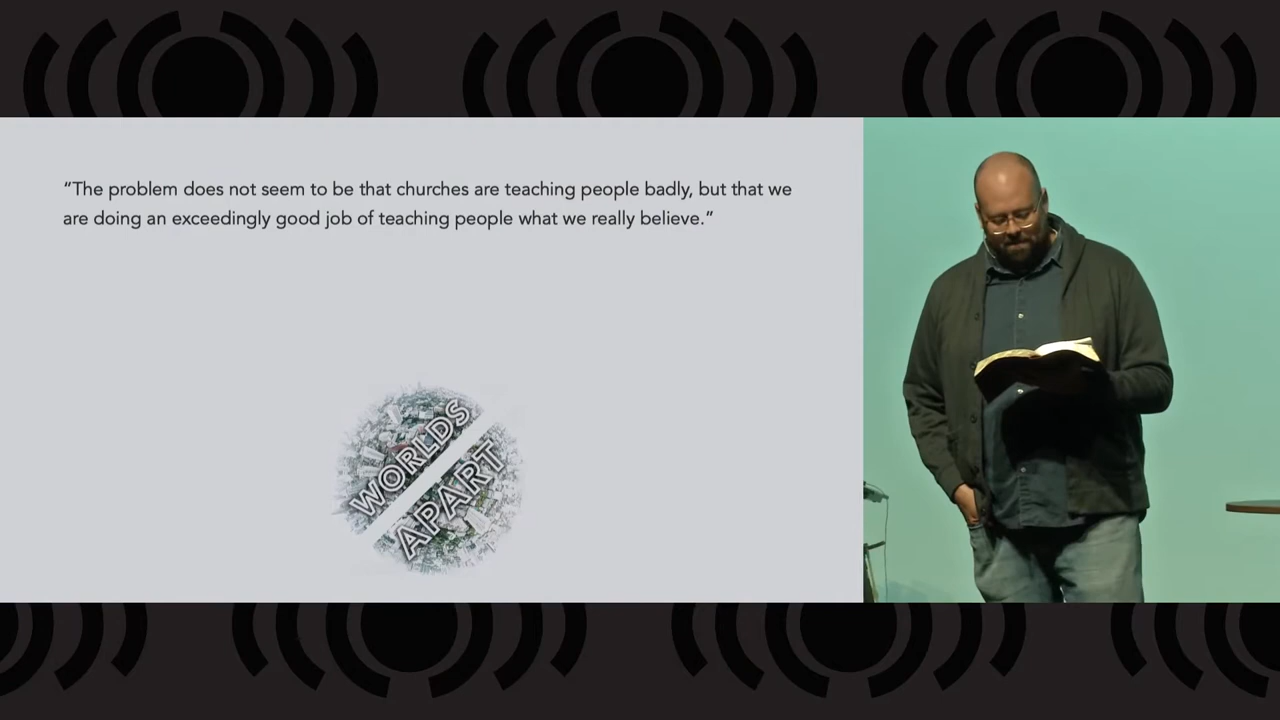 “The problem does not seem to be that churches are teaching people badly, but that we
are doing an exceedingly good job of teaching people what we really believe.”
WORLDS
APART